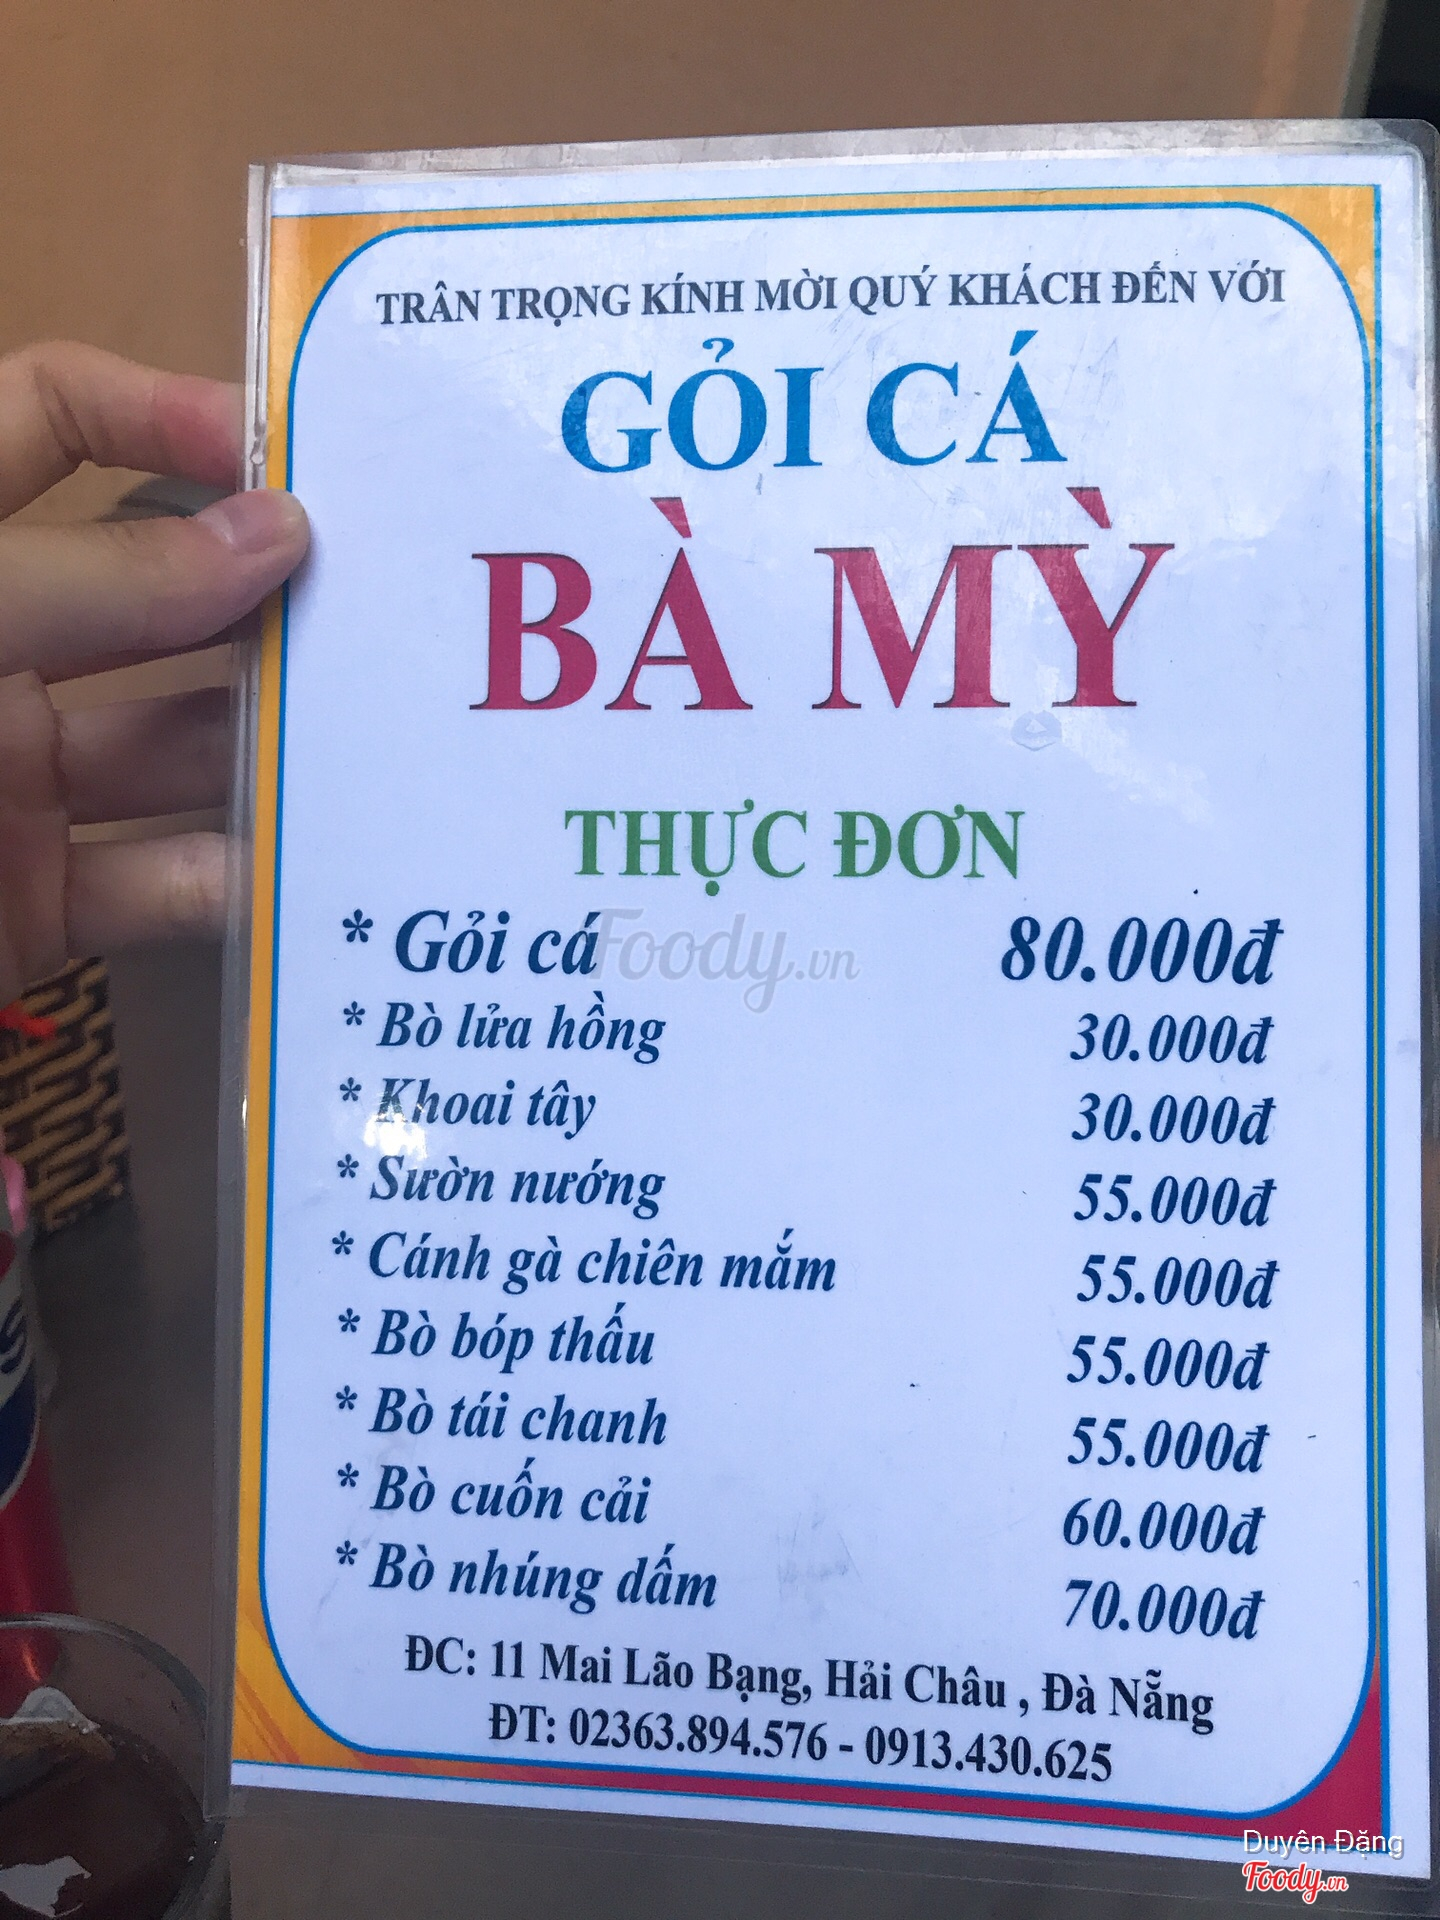 TRÂN TRỌNG KÍNH MỜI QUÝ KHÁCH ĐẾN VỚI
GỎI CÁ
BÀ MỲ
THỰC ĐƠN
* Gỏi cá 80.000đ
* Bò lửa hồng 30.000đ
* Khoai tây 30.000đ
* Sườn nướng 55.000đ
* Cánh gà chiên mắm 55.000đ
* Bò bóp thấu 55.000đ
* Bò tái chanh 55.000đ
* Bò cuốn cải 60.000đ
* Bò nhúng dấm 70.000đ
ĐC: 11 Mai Lão Bạng, Hải Châu , Đà Nẵng
ĐT: 02363.894.576 - 0913.430.625
Foody.vn
Duyên Đặng
Foody.vn